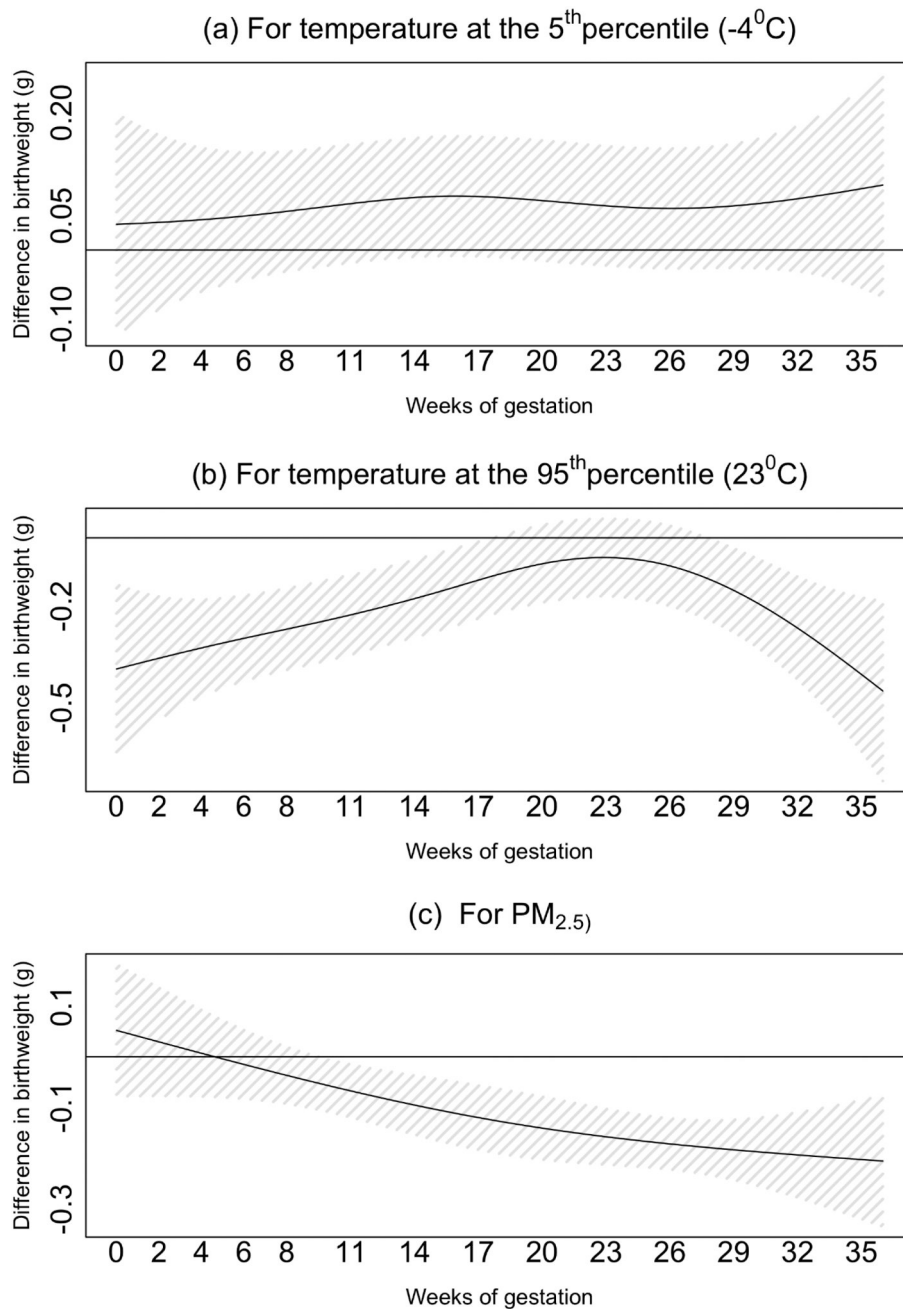 (a) For temperature at the 5th percentile (-4⁰C)
Difference in birthweight (g)
0.20
0.05
-0.10
0 2 4 6 8 11 14 17 20 23 26 29 32 35
Weeks of gestation
(b) For temperature at the 95th percentile (23⁰C)
Difference in birthweight (g)
-0.2
-0.5
0 2 4 6 8 11 14 17 20 23 26 29 32 35
Weeks of gestation
(c) For PM2.5)
Difference in birthweight (g)
0.1
-0.1
-0.3
0 2 4 6 8 11 14 17 20 23 26 29 32 35
Weeks of gestation